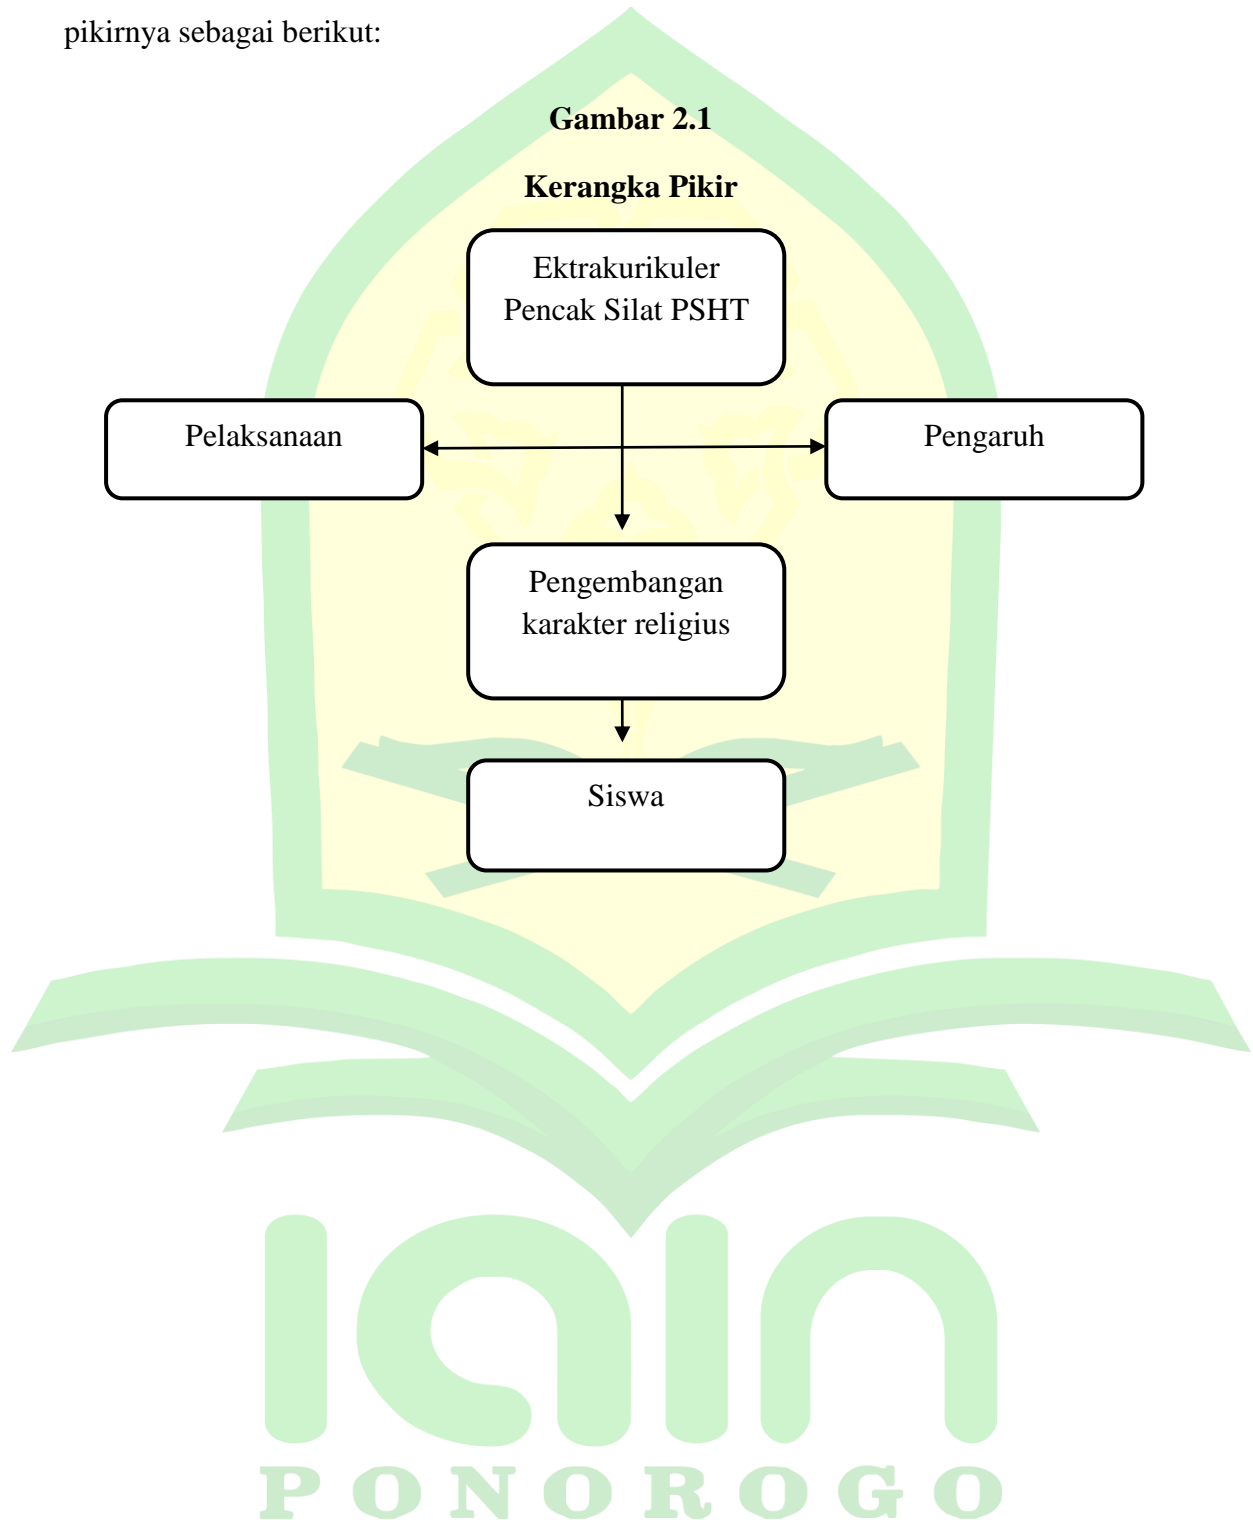 pikirnya sebagai berikut:
Gambar 2.1
Kerangka Pikir
Ektrakurikuler
Pencak Silat PSHT
Pelaksanaan
Pengaruh
Pengembangan
karakter religius
Siswa
iain
PONOROGO